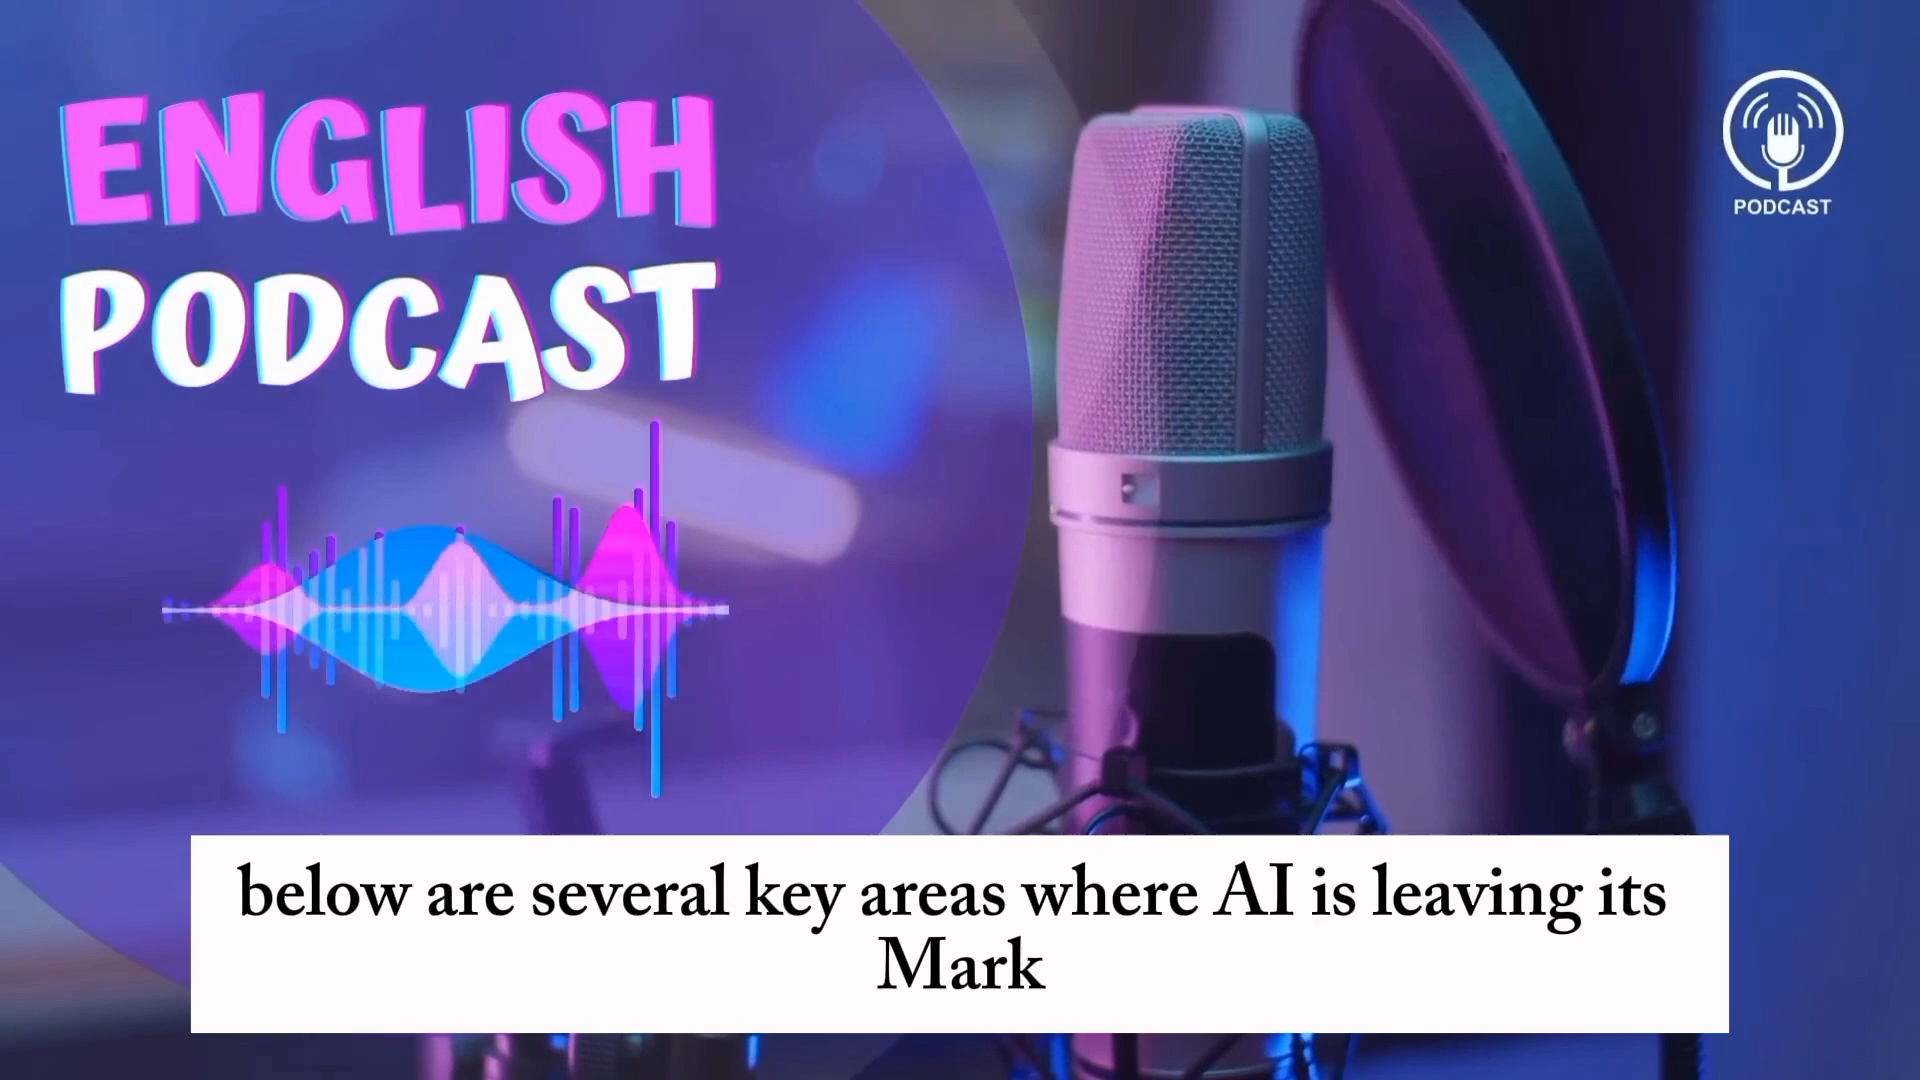 ENGLISH
PODCAST
PODCAST
below are several key areas where AI is leaving its
Mark